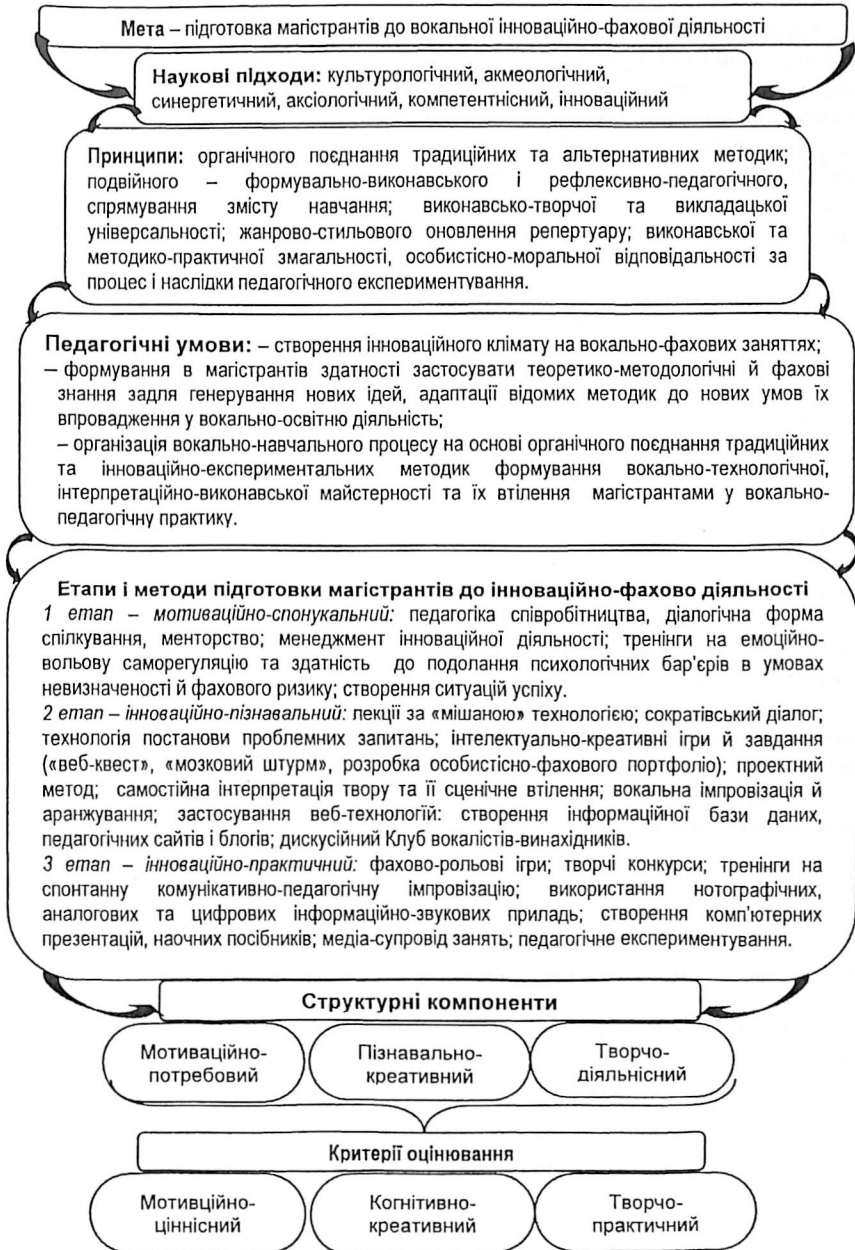 Мета – підготовка магістрантів до вокальної інноваційно-фахової діяльності
Наукові підходи: культурологічний, акмеологічний,
синергетичний, аксіологічний, компетентнісний, інноваційний
Принципи: органічного поєднання традиційних та альтернативних методик;
подвійного – формувально-виконавського і рефлексивно-педагогічного,
спрямування змісту навчання; виконавсько-творчої та викладацької
універсальності; жанрово-стильового оновлення репертуару; виконавської та
методико-практичної змагальності, особистісно-моральної відповідальності за
процес і наслідки педагогічного експериментування.
Педагогічні умови: – створення інноваційного клімату на вокально-фахових заняттях;
– формування в магістрантів здатності застосувати теоретико-методологічні й фахові
знання задля генерування нових ідей, адаптації відомих методик до нових умов їх
впровадження у вокально-освітню діяльність;
– організація вокально-навчального процесу на основі органічного поєднання традиційних
та інноваційно-експериментальних методик формування вокально-технологічної,
інтерпретаційно-виконавської майстерності та їх втілення магістрантами у вокально-
педагогічну практику.
Етапи і методи підготовки магістрантів до інноваційно-фахово діяльності
1 етап – мотиваційно-спонукальний: педагогіка співробітництва, діалогічна форма
спілкування, менторство; менеджмент інноваційної діяльності; тренінги на емоційно-
вольову саморегуляцію та здатність до подолання психологічних бар'єрів в умовах
невизначеності й фахового ризику; створення ситуацій успіху.
2 етап – інноваційно-пізнавальний: лекції за «мішаною» технологією; сократівський діалог;
технологія постанови проблемних запитань; інтелектуально-креативні ігри й завдання
(«веб-квест», «мозковий штурм», розробка особистісно-фахового портфоліо); проектний
метод; самостійна інтерпретація твору та її сценічне втілення; вокальна імпровізація й
аранжування; застосування веб-технологій: створення інформаційної бази даних,
педагогічних сайтів і блогів; дискусійний Клуб вокалістів-винахідників.
3 етап – інноваційно-практичний: фахово-рольові ігри; творчі конкурси; тренінги на
спонтанну комунікативно-педагогічну імпровізацію; використання нотографічних,
аналогових та цифрових інформаційно-звукових приладь; створення комп'ютерних
презентацій, наочних посібників; медіа-супровід занять; педагогічне експериментування.
Структурні компоненти
Мотиваційно-
потребовий
Пізнавально-
креативний
Творчо-
діяльнісний
Критерії оцінювання
Мотивційно-
ціннісний
Когнітивно-
креативний
Творчо-
практичний